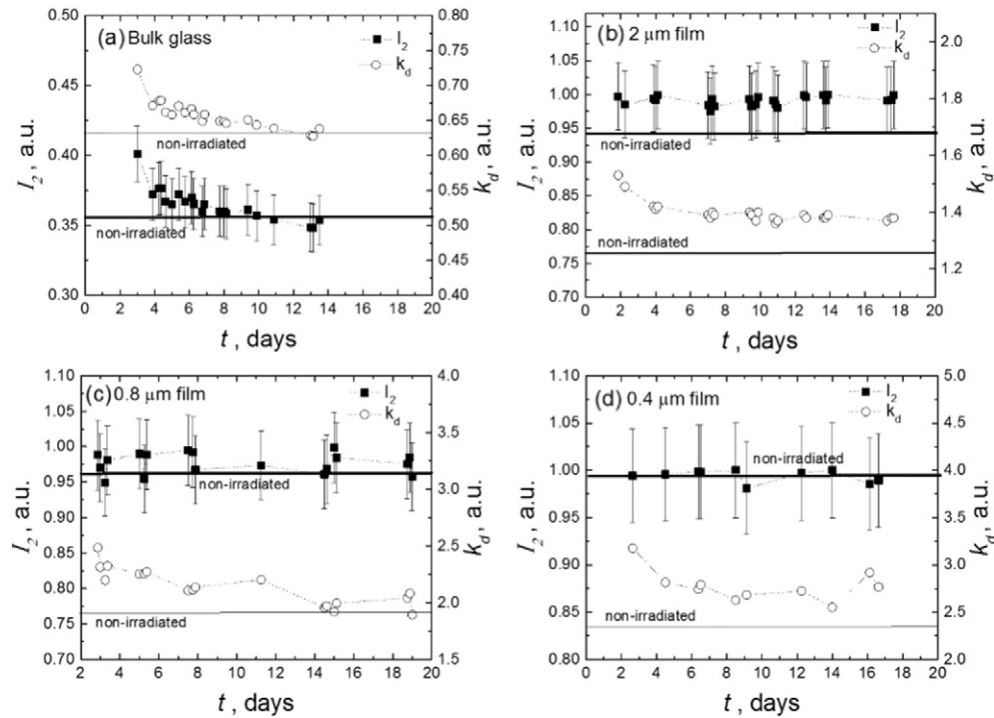 (a) Bulk glass
I₂
k_d
non-irradiated
non-irradiated
0.50
0.45
0.40
0.35
0.30
0.80
0.75
0.70
0.65
0.60
0.55
0.50
0.45
0.40
0 2 4 6 8 10 12 14 16 18 20
I₂ , a.u.
k_d, a.u.
t , days
(b) 2 μm film
I₂
k_d
non-irradiated
non-irradiated
1.10
1.05
1.00
0.95
0.90
0.85
0.80
0.75
0.70
2.0
1.8
1.6
1.4
1.2
0 2 4 6 8 10 12 14 16 18 20
I₂ , a.u.
k_d, a.u.
t , days
(c) 0.8 μm film
I₂
k_d
non-irradiated
non-irradiated
1.10
1.05
1.00
0.95
0.90
0.85
0.80
0.75
0.70
4.0
3.5
3.0
2.5
2.0
1.5
2 4 6 8 10 12 14 16 18 20
I₂ , a.u.
k_d, a.u.
t , days
(d) 0.4 μm film
I₂
k_d
non-irradiated
non-irradiated
1.10
1.05
1.00
0.95
0.90
0.85
0.80
5.0
4.5
4.0
3.5
3.0
2.5
2.0
0 2 4 6 8 10 12 14 16 18 20
I₂ , a.u.
k_d, a.u.
t , days